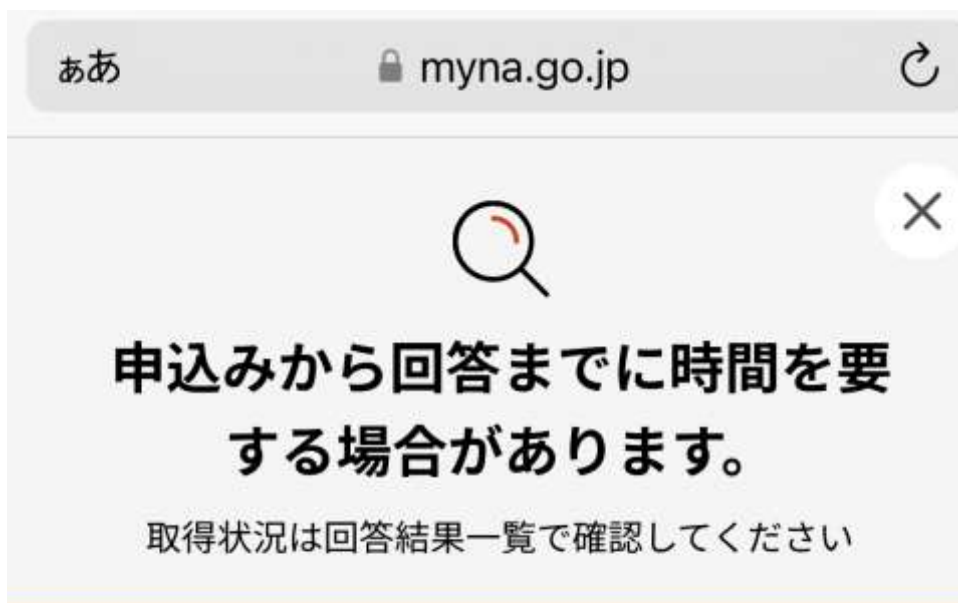 ぁあ myna.go.jp
申込みから回答までに時間を要
する場合があります。
取得状況は回答結果一覧で確認してください